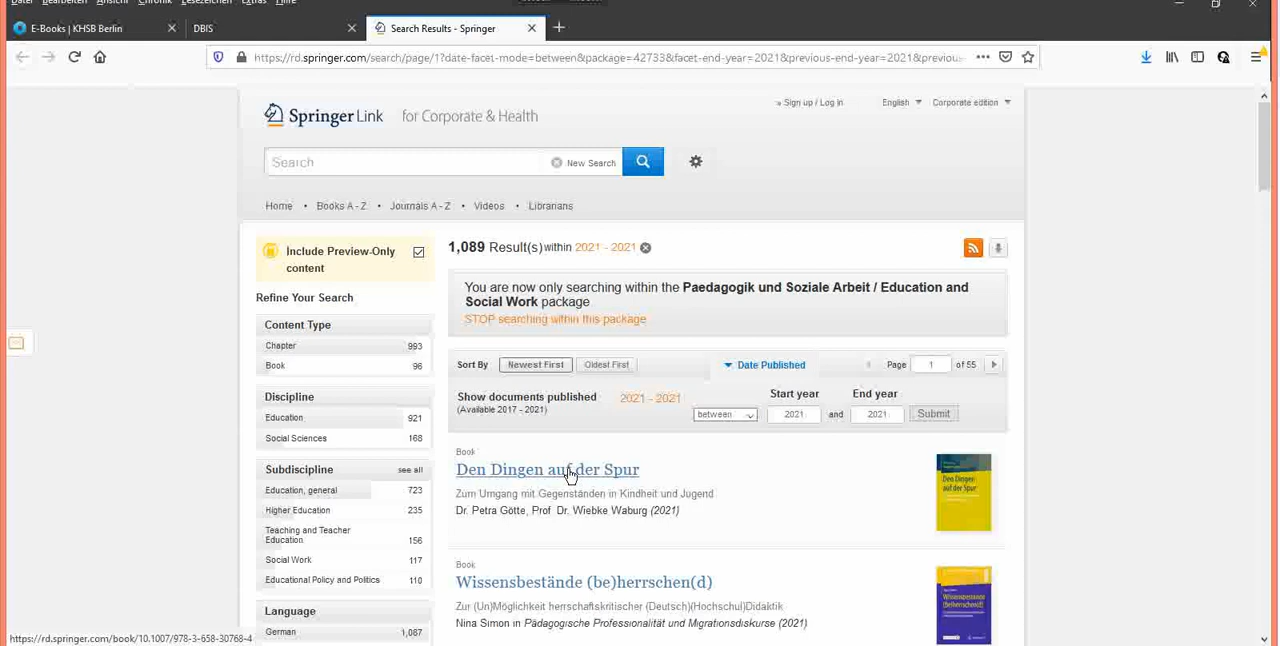 Datei Bearbeiten Ansicht Chronik Lesezeichen Extras Hilfe
E-Books | KHSB Berlin
DBIS
Search Results - Springer
https://rd.springer.com/search/page/1?date-facet-mode=between&package=42733&facet-end-year=2021&previous-end-year=2021&previous-
Springer Link for Corporate & Health
» Sign up / Log in English Corporate edition
Search New Search
Home • Books A - Z • Journals A - Z • Videos • Librarians
Include Preview-Only
content
Refine Your Search
Content Type
Chapter 993
Book 96
Discipline
Education 921
Social Sciences 168
Subdiscipline see all
Education, general 723
Higher Education 235
Teaching and Teacher
Education 156
Social Work 117
Educational Policy and Politics 110
Language
German 1,087
1,089 Result(s) within 2021 - 2021
You are now only searching within the Paedagogik und Soziale Arbeit / Education and
Social Work package
STOP searching within this package
Sort By Newest First Oldest First Date Published Page 1 of 55
Show documents published 2021 - 2021 Start year End year
(Available 2017 - 2021) between 2021 and 2021 Submit
Book
Den Dingen auf der Spur
Zum Umgang mit Gegenständen in Kindheit und Jugend
Dr. Petra Götte, Prof. Dr. Wiebke Waburg (2021)
Den Dingen
auf der Spur
Book
Wissensbestände (be)herrschen(d)
Zur (Un)Möglichkeit herrschaftskritischer (Deutsch)(Hochschul)Didaktik
Nina Simon in Pädagogische Professionalität und Migrationsdiskurse (2021)
Wissensbestände
(be)herrschen(d)
https://rd.springer.com/book/10.1007/978-3-658-30768-4